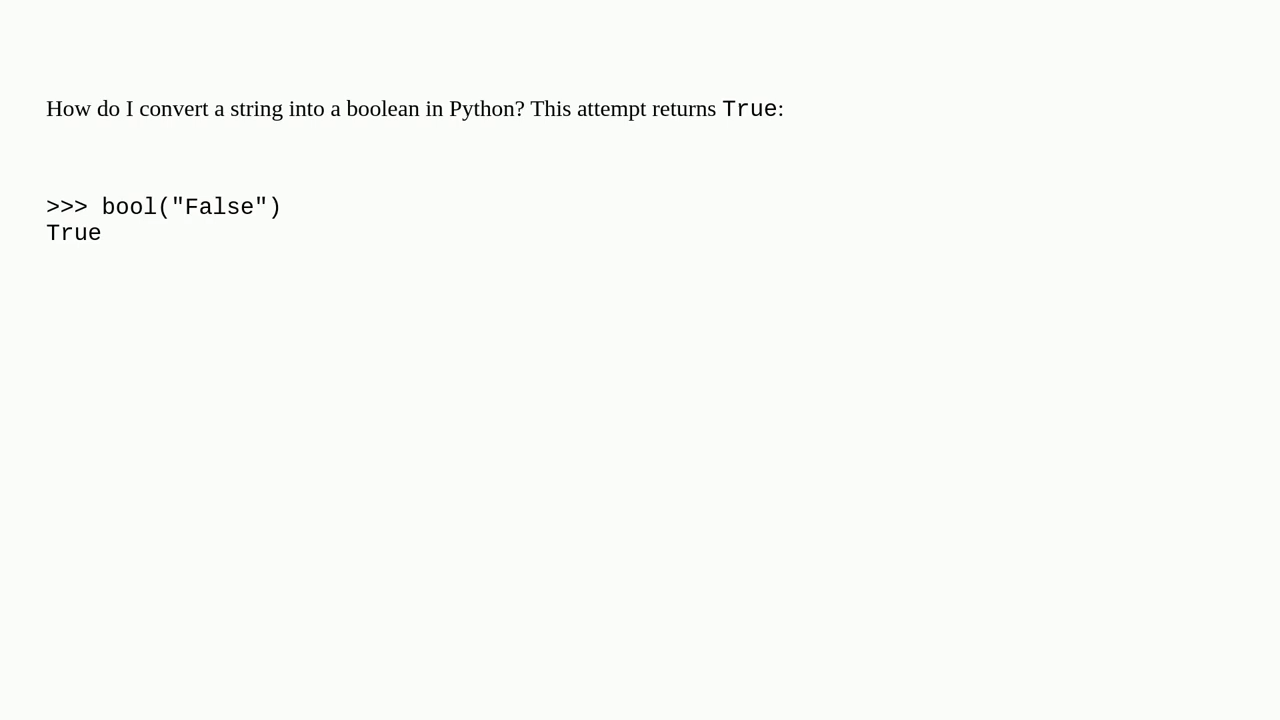 How do I convert a string into a boolean in Python? This attempt returns True:
>>> bool("False")
True